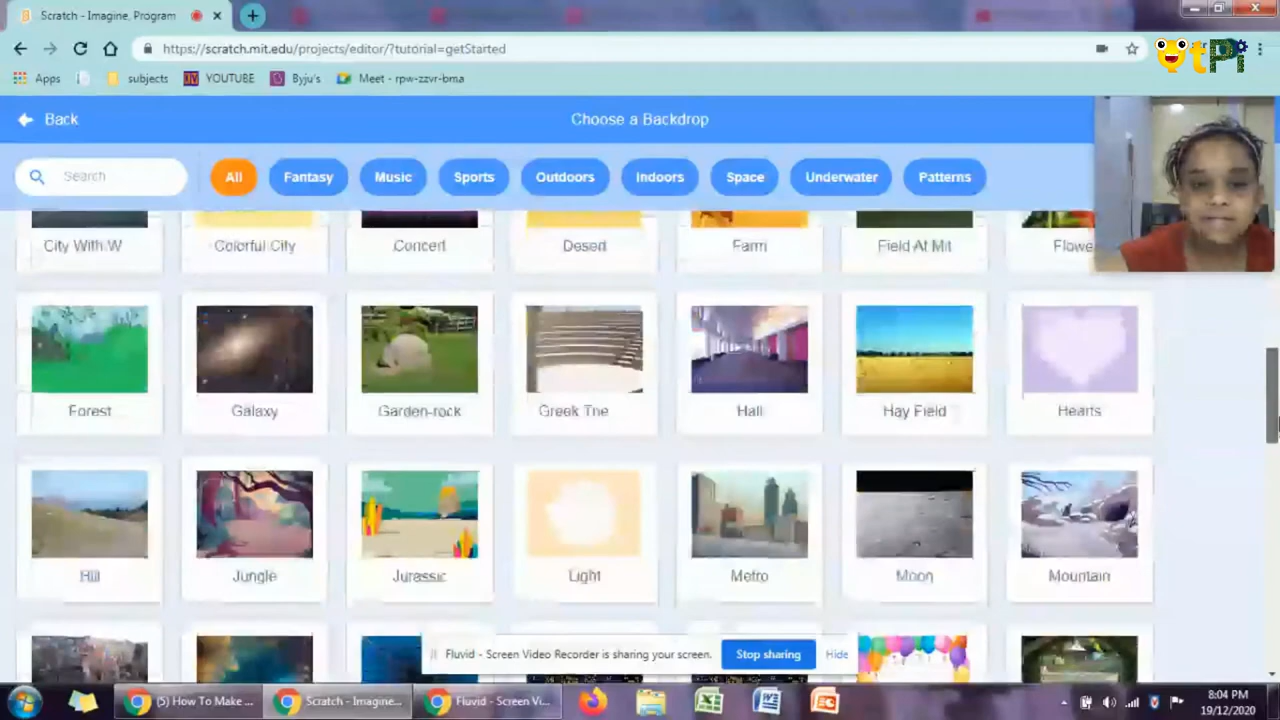 Scratch - Imagine, Program
https://scratch.mit.edu/projects/editor/?tutorial=getStarted
Apps subjects YOUTUBE Byju's Meet - rpw-zzvr-bma
Back Choose a Backdrop
Search All Fantasy Music Sports Outdoors Indoors Space Underwater Patterns
City With W Colorful City Concert Desert Farm Field At Mit Flowe
Forest Galaxy Garden-rock Greek The Hall Hay Field Hearts
Hill Jungle Jurassic Light Metro Moon Mountain
Fluvid - Screen Video Recorder is sharing your screen. Stop sharing Hide
(5) How To Make ... Scratch - Imagine... Fluvid - Screen Vi...
8:04 PM
19/12/2020